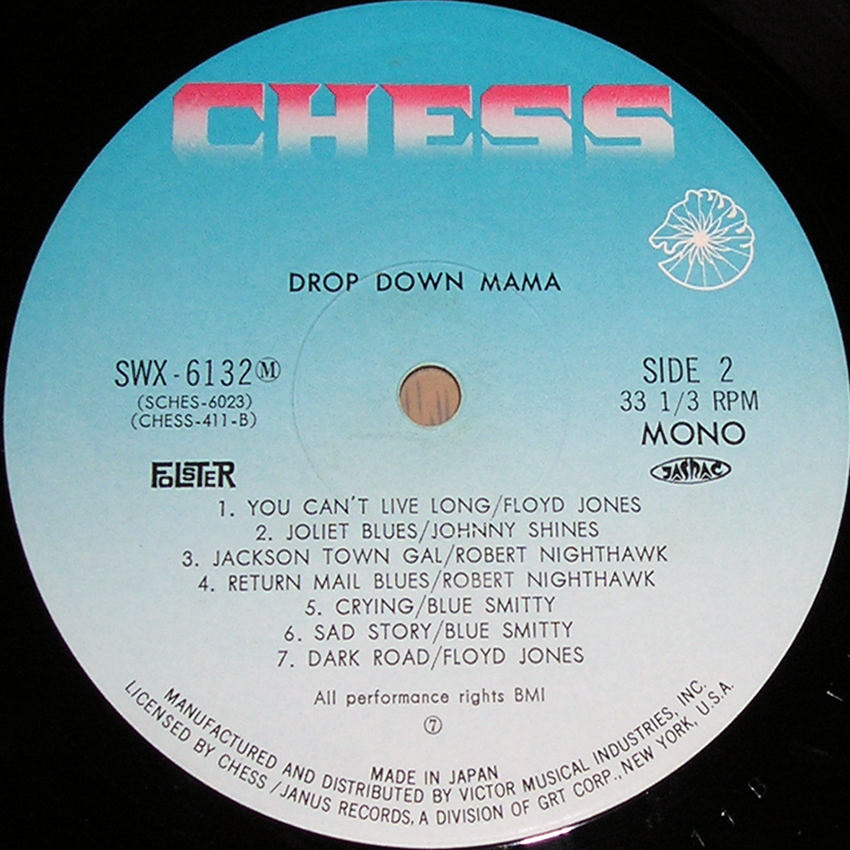 CHESS
DROP DOWN MAMA
SWX-6132 Ⓜ
(SCHES-6023)
(CHESS-411-B)
FOLSTER
SIDE 2
33 1/3 RPM
MONO
JASRAC
1. YOU CAN'T LIVE LONG/FLOYD JONES
2. JOLIET BLUES/JOHNNY SHINES
3. JACKSON TOWN GAL/ROBERT NIGHTHAWK
4. RETURN MAIL BLUES/ROBERT NIGHTHAWK
5. CRYING/BLUE SMITTY
6. SAD STORY/BLUE SMITTY
7. DARK ROAD/FLOYD JONES
All performance rights BMI
⑦
MADE IN JAPAN
MANUFACTURED AND DISTRIBUTED BY VICTOR MUSICAL INDUSTRIES, INC.
LICENSED BY CHESS/JANUS RECORDS, A DIVISION OF GRT CORP., NEW YORK, U.S.A.